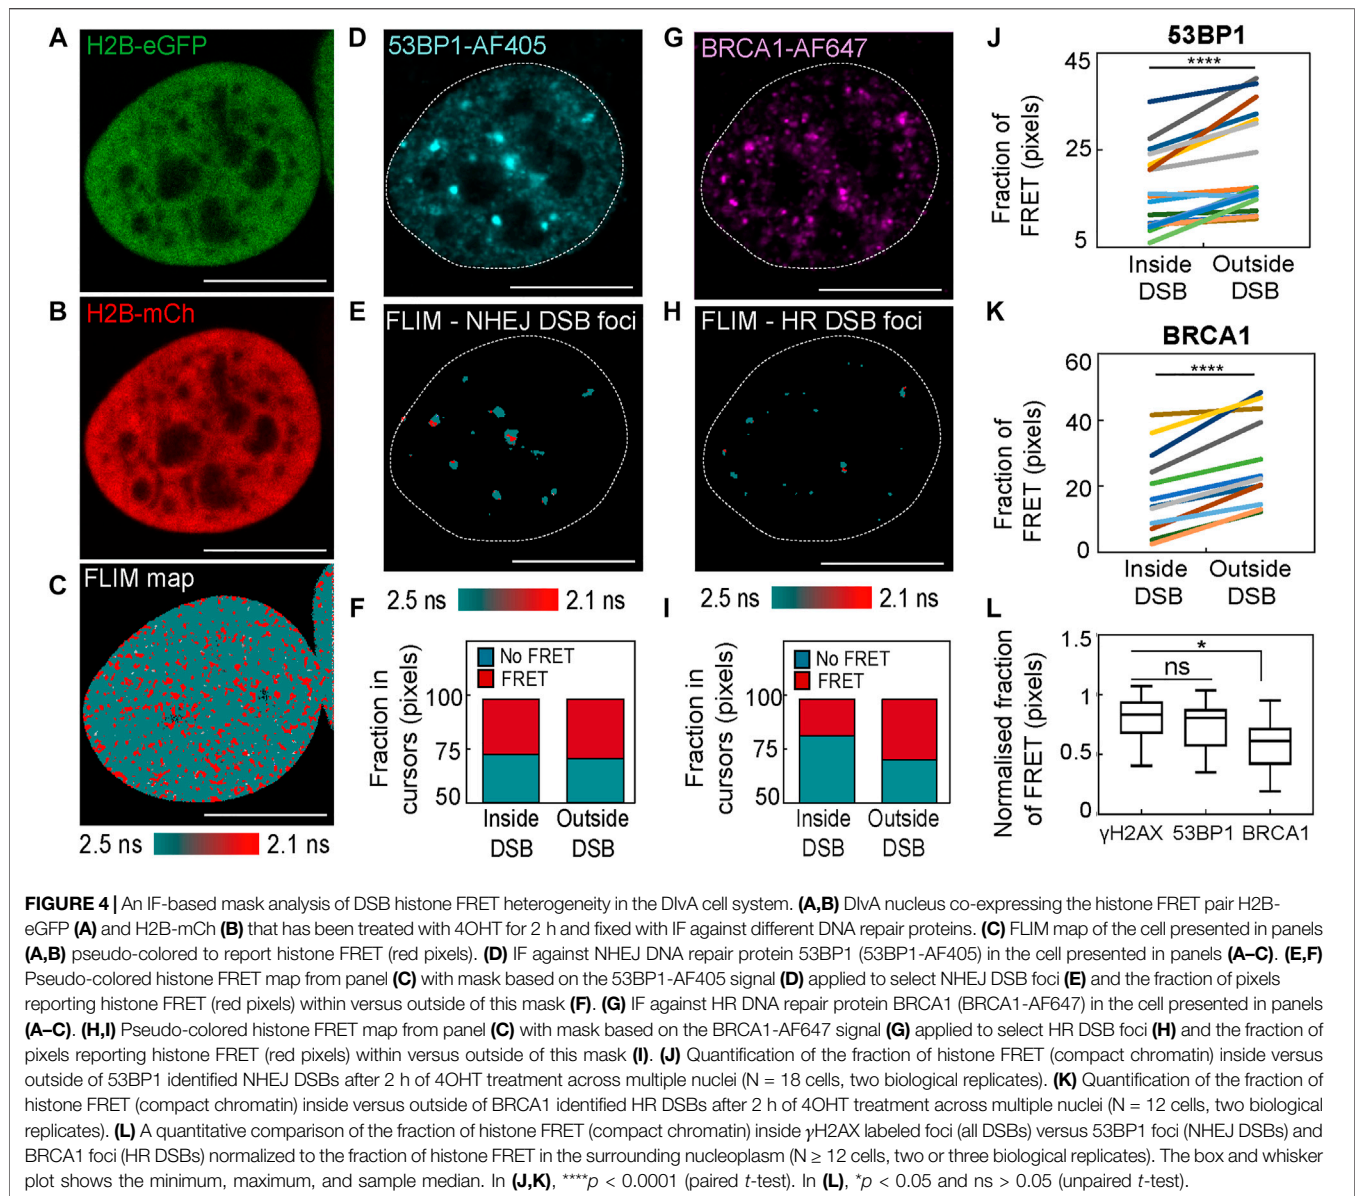 A
H2B-eGFP
B
H2B-mCh
C
FLIM map
2.5 ns
2.1 ns
D
53BP1-AF405
E
FLIM - NHEJ DSB foci
2.5 ns
2.1 ns
F
Fraction in
cursors (pixels)
No FRET
FRET
100
75
50
Inside
DSB
Outside
DSB
G
BRCA1-AF647
H
FLIM - HR DSB foci
2.5 ns
2.1 ns
I
Fraction in
cursors (pixels)
No FRET
FRET
100
75
50
Inside
DSB
Outside
DSB
J
53BP1
****
Fraction of
FRET (pixels)
45
25
5
Inside
DSB
Outside
DSB
K
BRCA1
****
Fraction of
FRET (pixels)
60
40
20
0
Inside
DSB
Outside
DSB
L
Normalised fraction
of FRET (pixels)
1.5
1
0.5
0
*
ns
γH2AX 53BP1 BRCA1
FIGURE 4 | An IF-based mask analysis of DSB histone FRET heterogeneity in the DIvA cell system. (A,B) DIvA nucleus co-expressing the histone FRET pair H2B-
eGFP (A) and H2B-mCh (B) that has been treated with 4OHT for 2 h and fixed with IF against different DNA repair proteins. (C) FLIM map of the cell presented in panels
(A,B) pseudo-colored to report histone FRET (red pixels). (D) IF against NHEJ DNA repair protein 53BP1 (53BP1-AF405) in the cell presented in panels (A–C). (E,F)
Pseudo-colored histone FRET map from panel (C) with mask based on the 53BP1-AF405 signal (D) applied to select NHEJ DSB foci (E) and the fraction of pixels
reporting histone FRET (red pixels) within versus outside of this mask (F). (G) IF against HR DNA repair protein BRCA1 (BRCA1-AF647) in the cell presented in panels
(A–C). (H,I) Pseudo-colored histone FRET map from panel (C) with mask based on the BRCA1-AF647 signal (G) applied to select HR DSB foci (H) and the fraction of
pixels reporting histone FRET (red pixels) within versus outside of this mask (I). (J) Quantification of the fraction of histone FRET (compact chromatin) inside versus
outside of 53BP1 identified NHEJ DSBs after 2 h of 4OHT treatment across multiple nuclei (N = 18 cells, two biological replicates). (K) Quantification of the fraction of
histone FRET (compact chromatin) inside versus outside of BRCA1 identified HR DSBs after 2 h of 4OHT treatment across multiple nuclei (N = 12 cells, two biological
replicates). (L) A quantitative comparison of the fraction of histone FRET (compact chromatin) inside γH2AX labeled foci (all DSBs) versus 53BP1 foci (NHEJ DSBs) and
BRCA1 foci (HR DSBs) normalized to the fraction of histone FRET in the surrounding nucleoplasm (N ≥ 12 cells, two or three biological replicates). The box and whisker
plot shows the minimum, maximum, and sample median. In (J,K), ****p < 0.0001 (paired t-test). In (L), *p < 0.05 and ns > 0.05 (unpaired t-test).